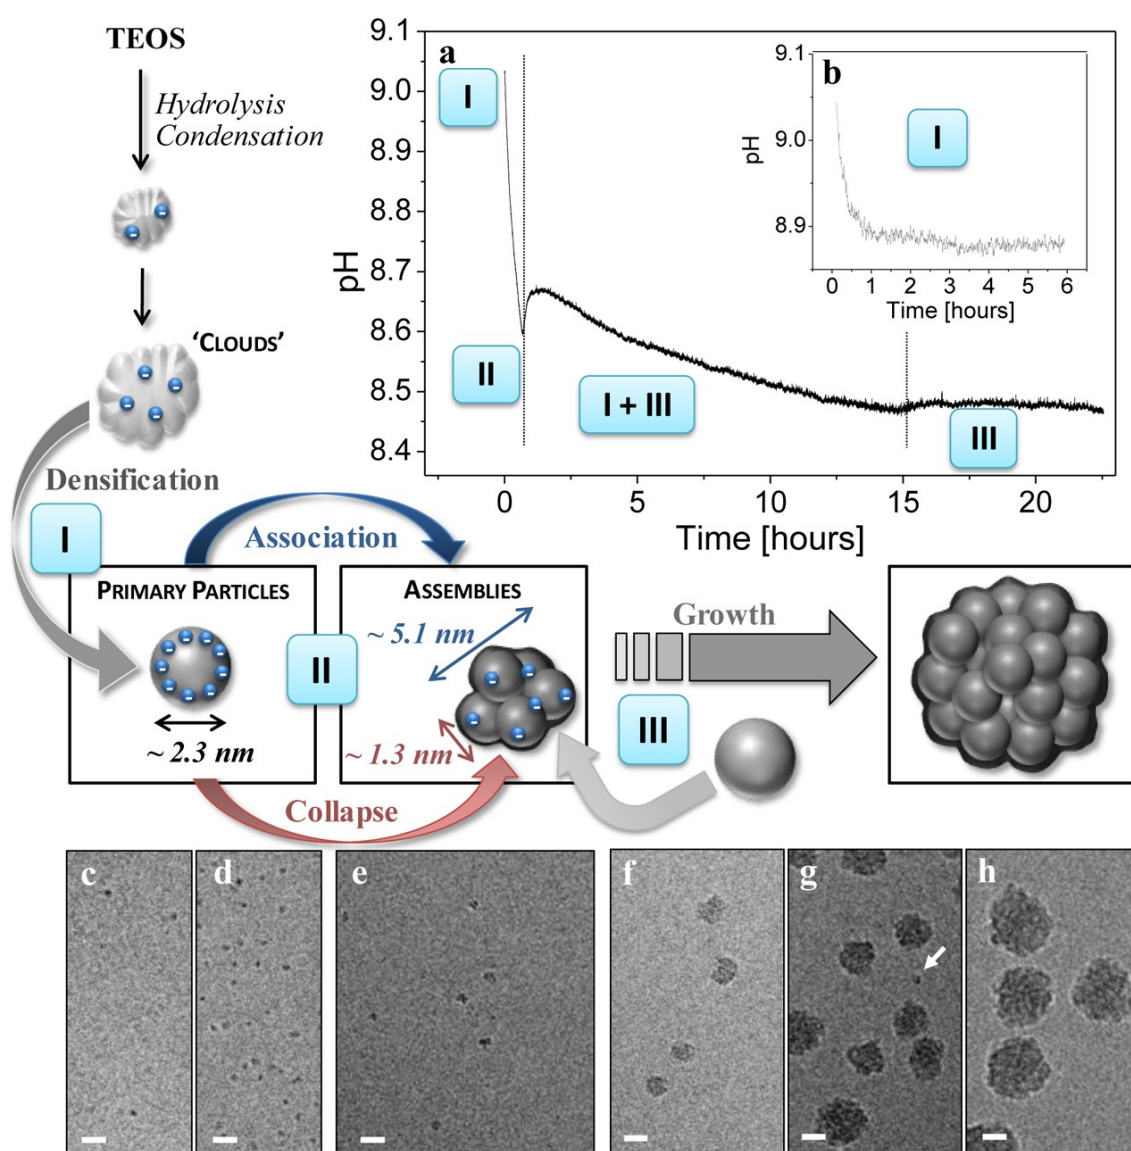 TEOS
Hydrolysis
Condensation
'CLOUDS'
Densification
a
I
II
I + III
III
pH
9.1
9.0
8.9
8.8
8.7
8.6
8.5
8.4
0
5
10
15
20
Time [hours]
b
I
pH
9.1
9.0
8.9
0 1 2 3 4 5 6
Time [hours]
I
Association
PRIMARY PARTICLES
~ 2.3 nm
II
ASSEMBLIES
~ 5.1 nm
~ 1.3 nm
Collapse
Growth
III
c
d
e
f
g
h